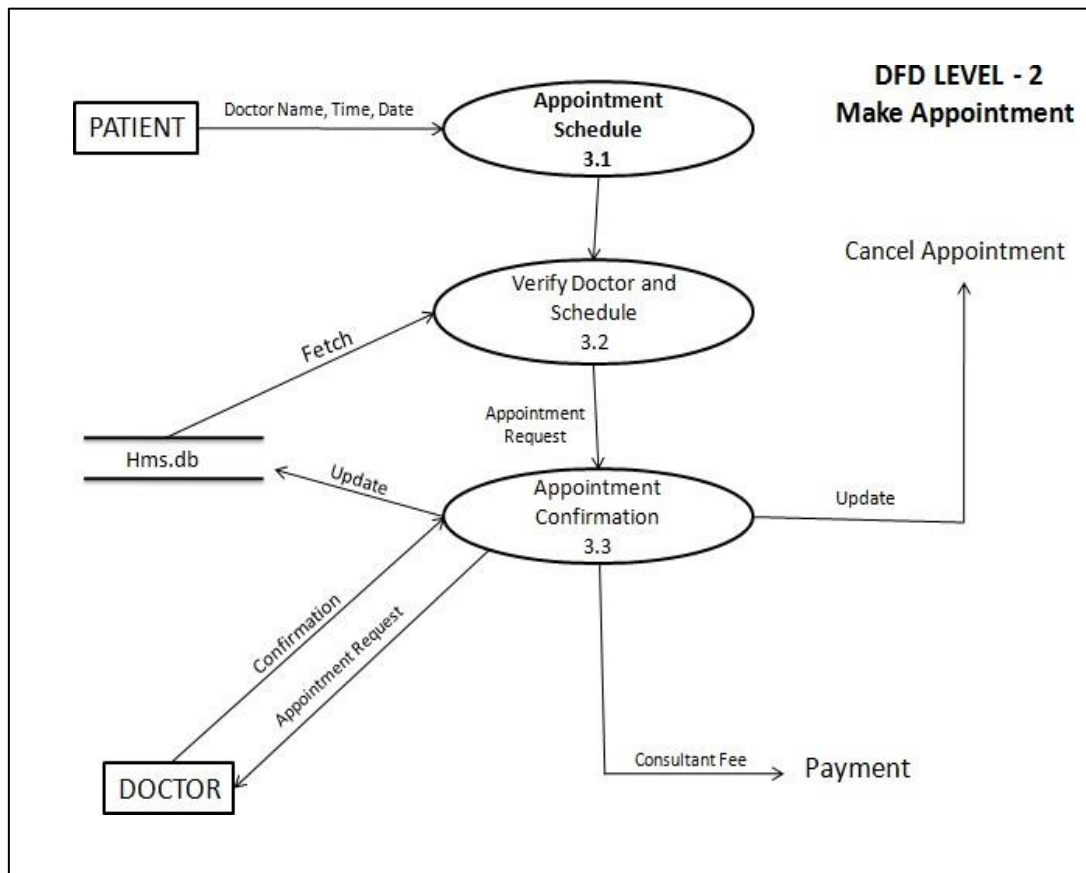 DFD LEVEL - 2
Make Appointment
PATIENT
Doctor Name, Time, Date
Appointment
Schedule
3.1
Cancel Appointment
Verify Doctor and
Schedule
3.2
Fetch
Appointment
Request
Hms.db
Update
Appointment
Confirmation
3.3
Update
Confirmation
Appointment Request
DOCTOR
Consultant Fee
Payment